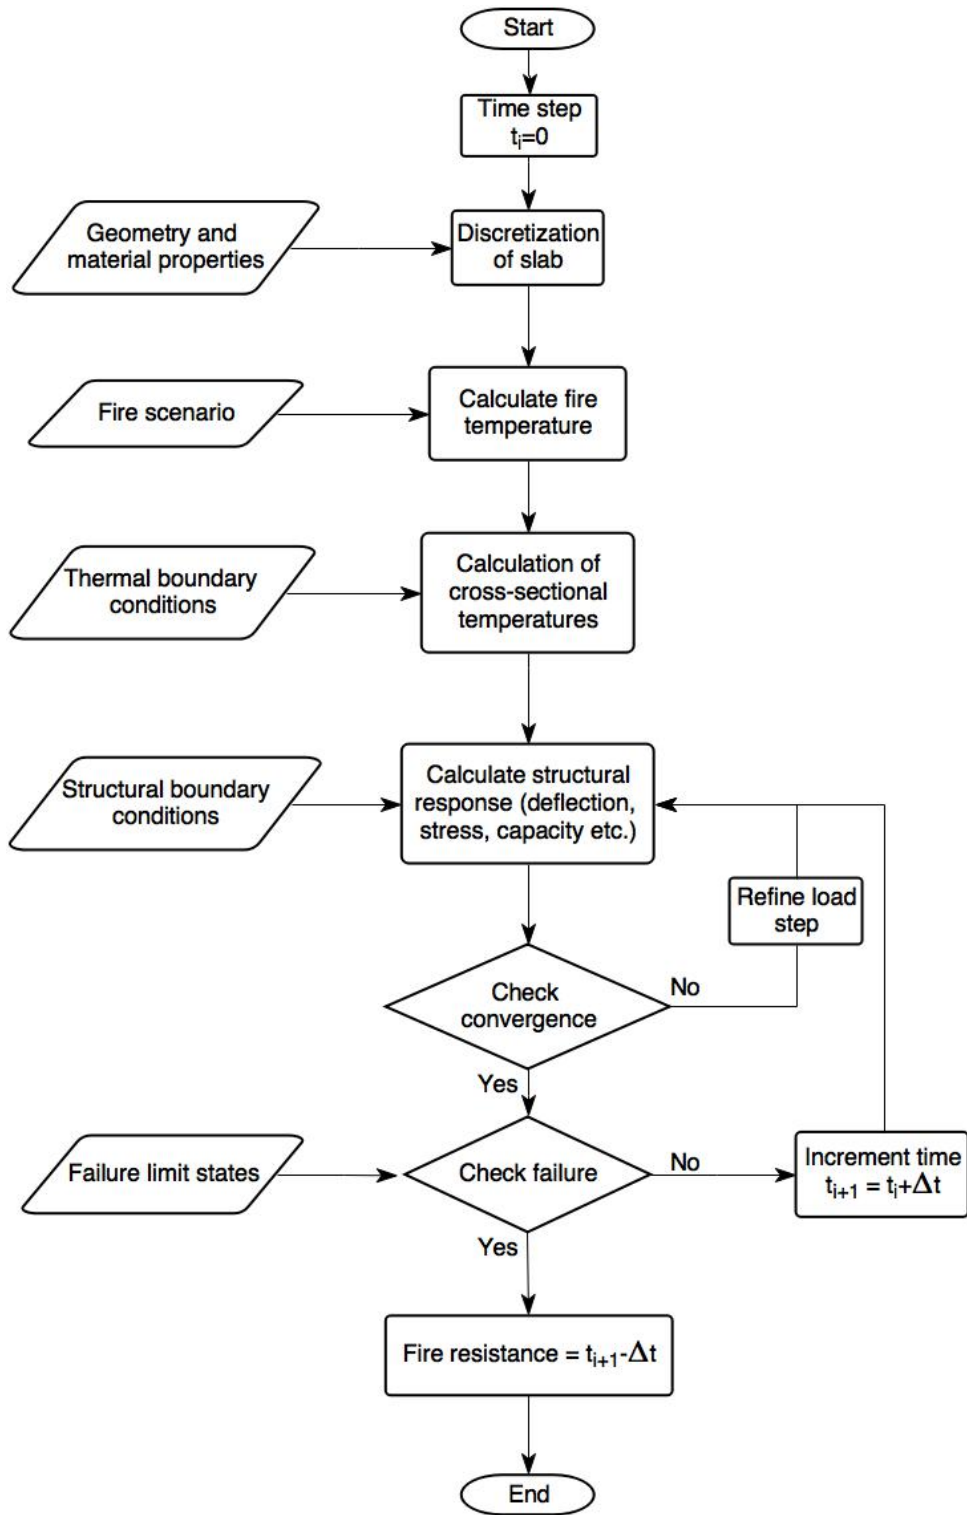 Start
Time step
tᵢ=0
Geometry and
material properties
Discretization
of slab
Fire scenario
Calculate fire
temperature
Thermal boundary
conditions
Calculation of
cross-sectional
temperatures
Structural boundary
conditions
Calculate structural
response (deflection,
stress, capacity etc.)
Refine load
step
Check
convergence
No
Yes
Failure limit states
Check failure
No
Increment time
tᵢ₊₁ = tᵢ+Δt
Yes
Fire resistance = tᵢ₊₁-Δt
End